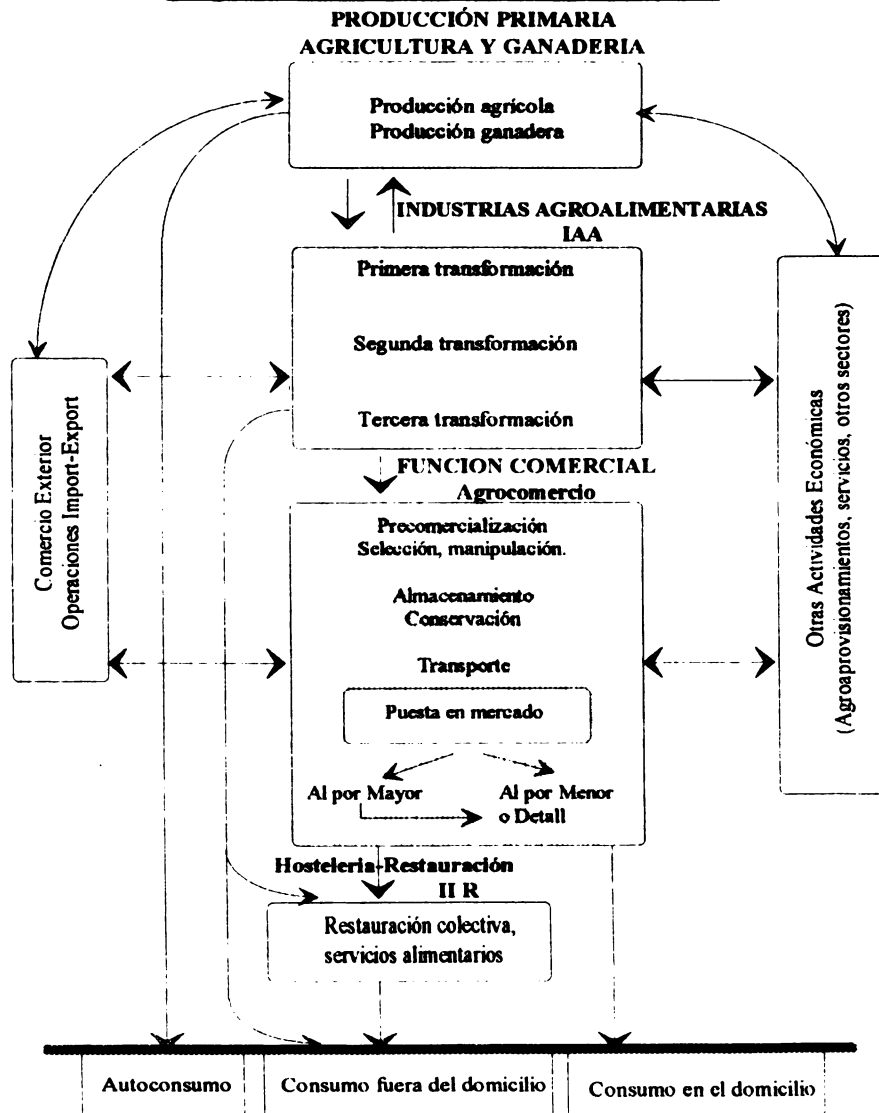 PRODUCCIÓN PRIMARIA
AGRICULTURA Y GANADERIA
Producción agrícola
Producción ganadera
INDUSTRIAS AGROALIMENTARIAS
IAA
Primera transformación
Segunda transformación
Tercera transformación
Comercio Exterior
Operaciones Import-Export
Otras Actividades Económicas
(Agroaprovisionamientos, servicios, otros sectores)
FUNCION COMERCIAL
Agrocomercio
Precomercialización
Selección, manipulación.
Almacenamiento
Conservación
Transporte
Puesta en mercado
Al por Mayor
Al por Menor
o Detall
Hosteleria-Restauración
II R
Restauración colectiva,
servicios alimentarios
Autoconsumo
Consumo fuera del domicilio
Consumo en el domicilio